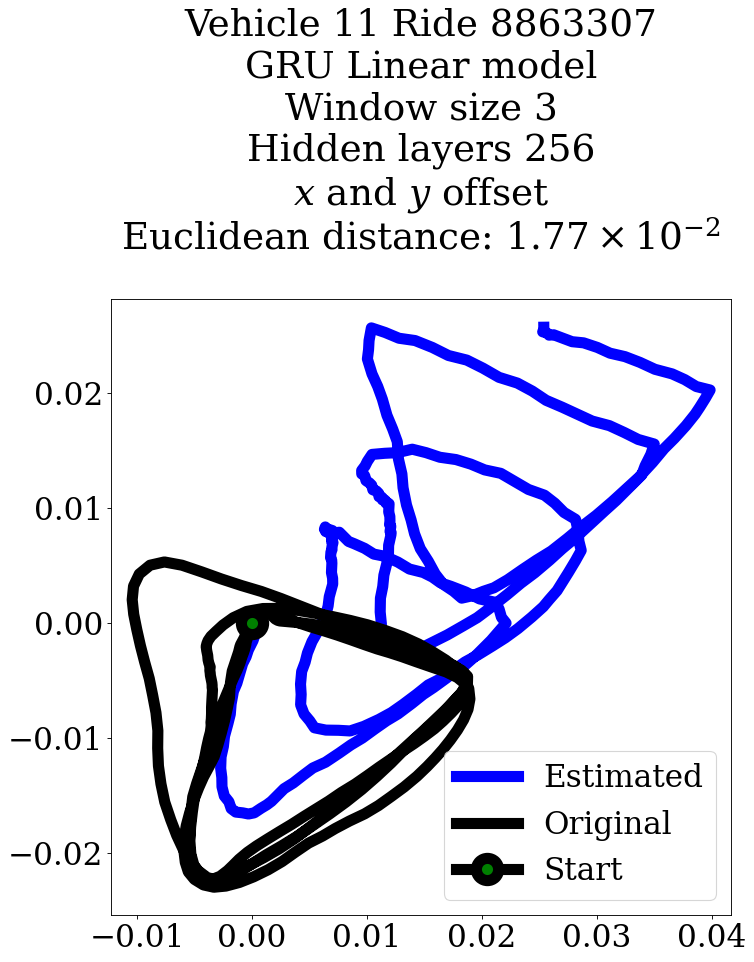 Vehicle 11 Ride 8863307
GRU Linear model
Window size 3
Hidden layers 256
x and y offset
Euclidean distance: 1.77 × 10⁻²
0.02
0.01
0.00
−0.01
−0.02
Estimated
Original
Start
−0.01 0.00 0.01 0.02 0.03 0.04